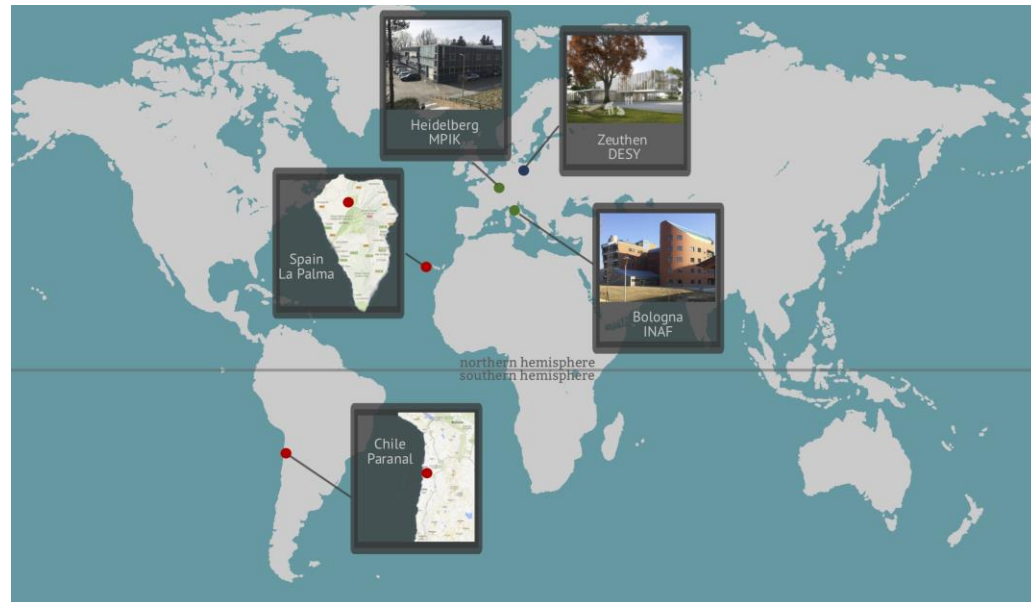 Heidelberg
MPIK
Zeuthen
DESY
Spain
La Palma
Bologna
INAF
northern hemisphere
southern hemisphere
Chile
Paranal